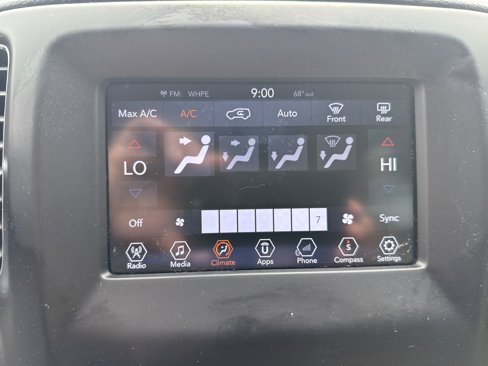 FM: WHPE 9:00 68° out
Max A/C A/C Auto Front Rear
LO HI
Off 7 Sync
Radio Media Climate Apps Phone S Compass Settings